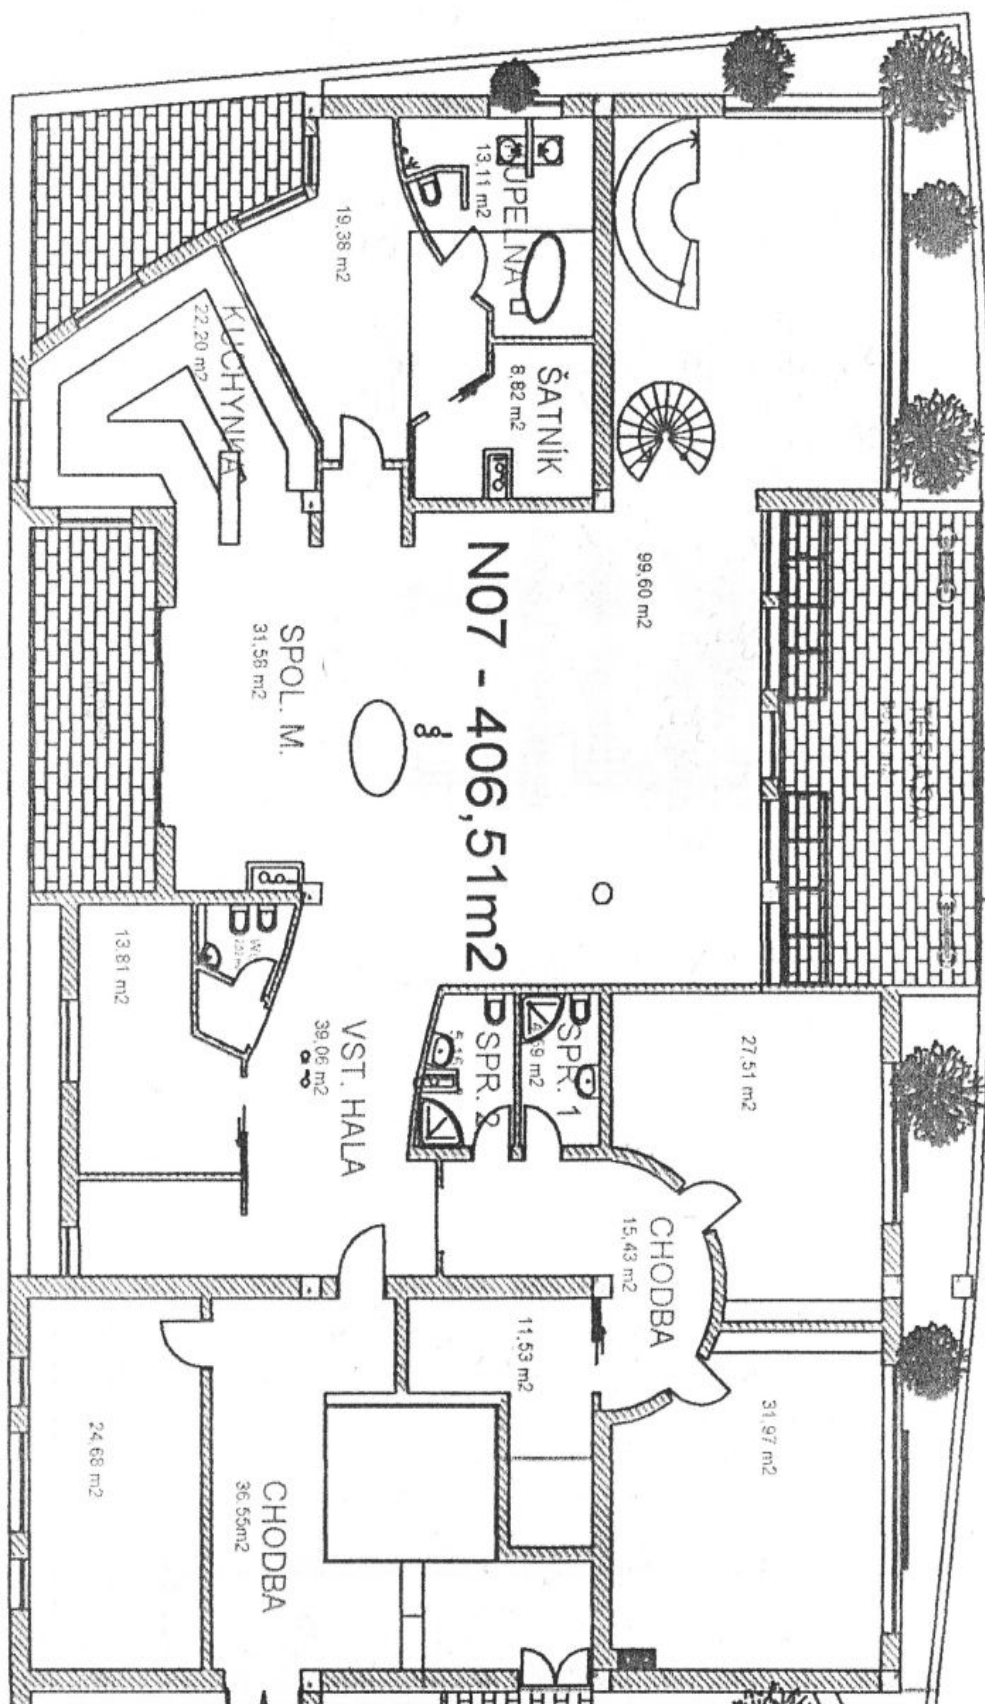 KUCHYNKA
22,20 m2
19,38 m2
13,11 m2
ŠATNÍK
8,82 m2
99,60 m2
N07 - 406,51m2
SPOL. M.
31,58 m2
TERASA
13,81 m2
VST. HALA
39,06 m2
SPR. 2
SPR. 1
27,51 m2
CHODBA
15,43 m2
11,53 m2
31,97 m2
24,68 m2
CHODBA
36,55m2